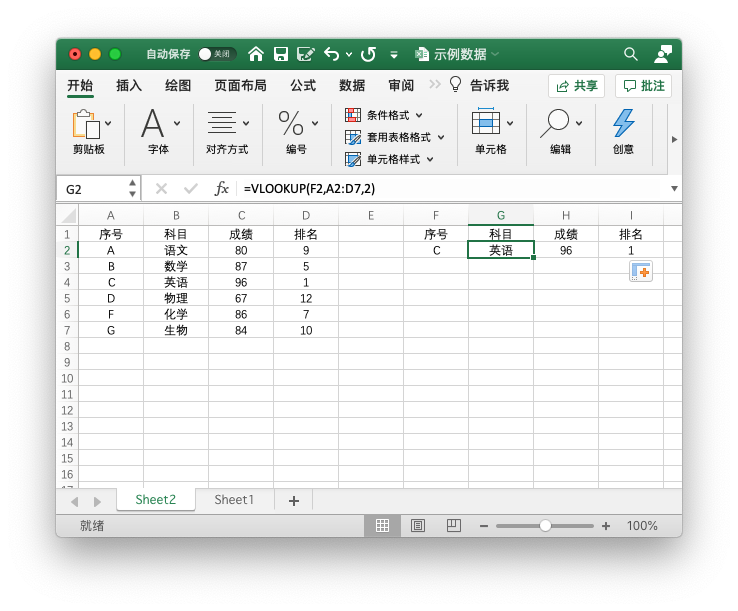 自动保存 关闭 示例数据
开始 插入 绘图 页面布局 公式 数据 审阅 告诉我 共享 批注
剪贴板 字体 对齐方式 编号 条件格式 套用表格格式 单元格样式 单元格 编辑 创意
G2 fx =VLOOKUP(F2,A2:D7,2)
A B C D E F G H I
1 序号 科目 成绩 排名 序号 科目 成绩 排名
2 A 语文 80 9 C 英语 96 1
3 B 数学 87 5
4 C 英语 96 1
5 D 物理 67 12
6 F 化学 86 7
7 G 生物 84 10
8
9
10
11
12
13
14
15
16
17
Sheet2 Sheet1 +
就绪 100%